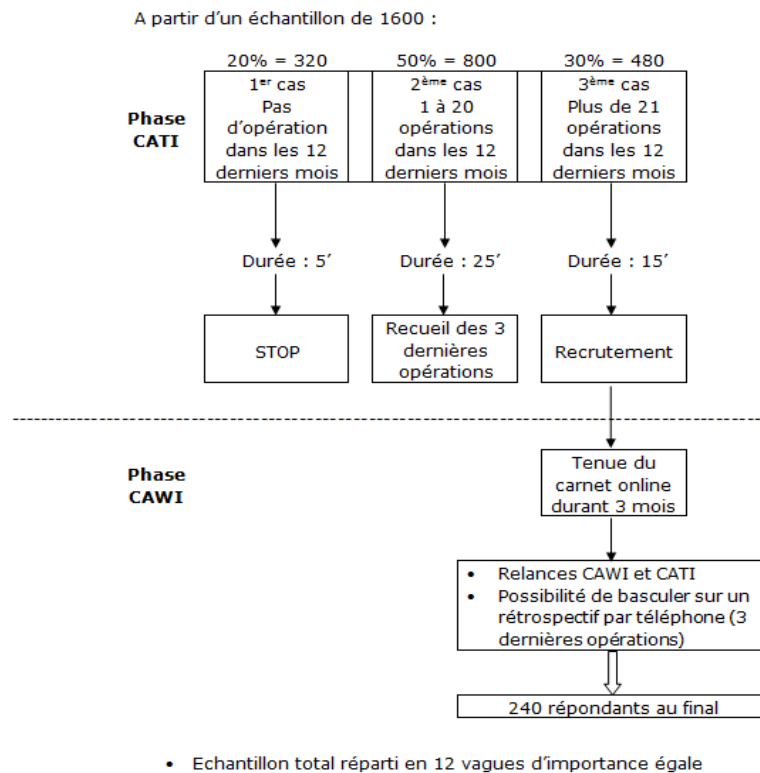 A partir d’un échantillon de 1600 :
20% = 320
50% = 800
30% = 480
Phase
CATI
1er cas
Pas
d’opération
dans les 12
derniers mois
2ème cas
1 à 20
opérations
dans les 12
derniers mois
3ème cas
Plus de 21
opérations
dans les 12
derniers mois
Durée : 5’
Durée : 25’
Durée : 15’
STOP
Recueil des 3
dernières
opérations
Recrutement
Phase
CAWI
Tenue du
carnet online
durant 3 mois
• Relances CAWI et CATI
• Possibilité de basculer sur un
rétrospectif par téléphone (3
dernières opérations)
240 répondants au final
• Echantillon total réparti en 12 vagues d’importance égale